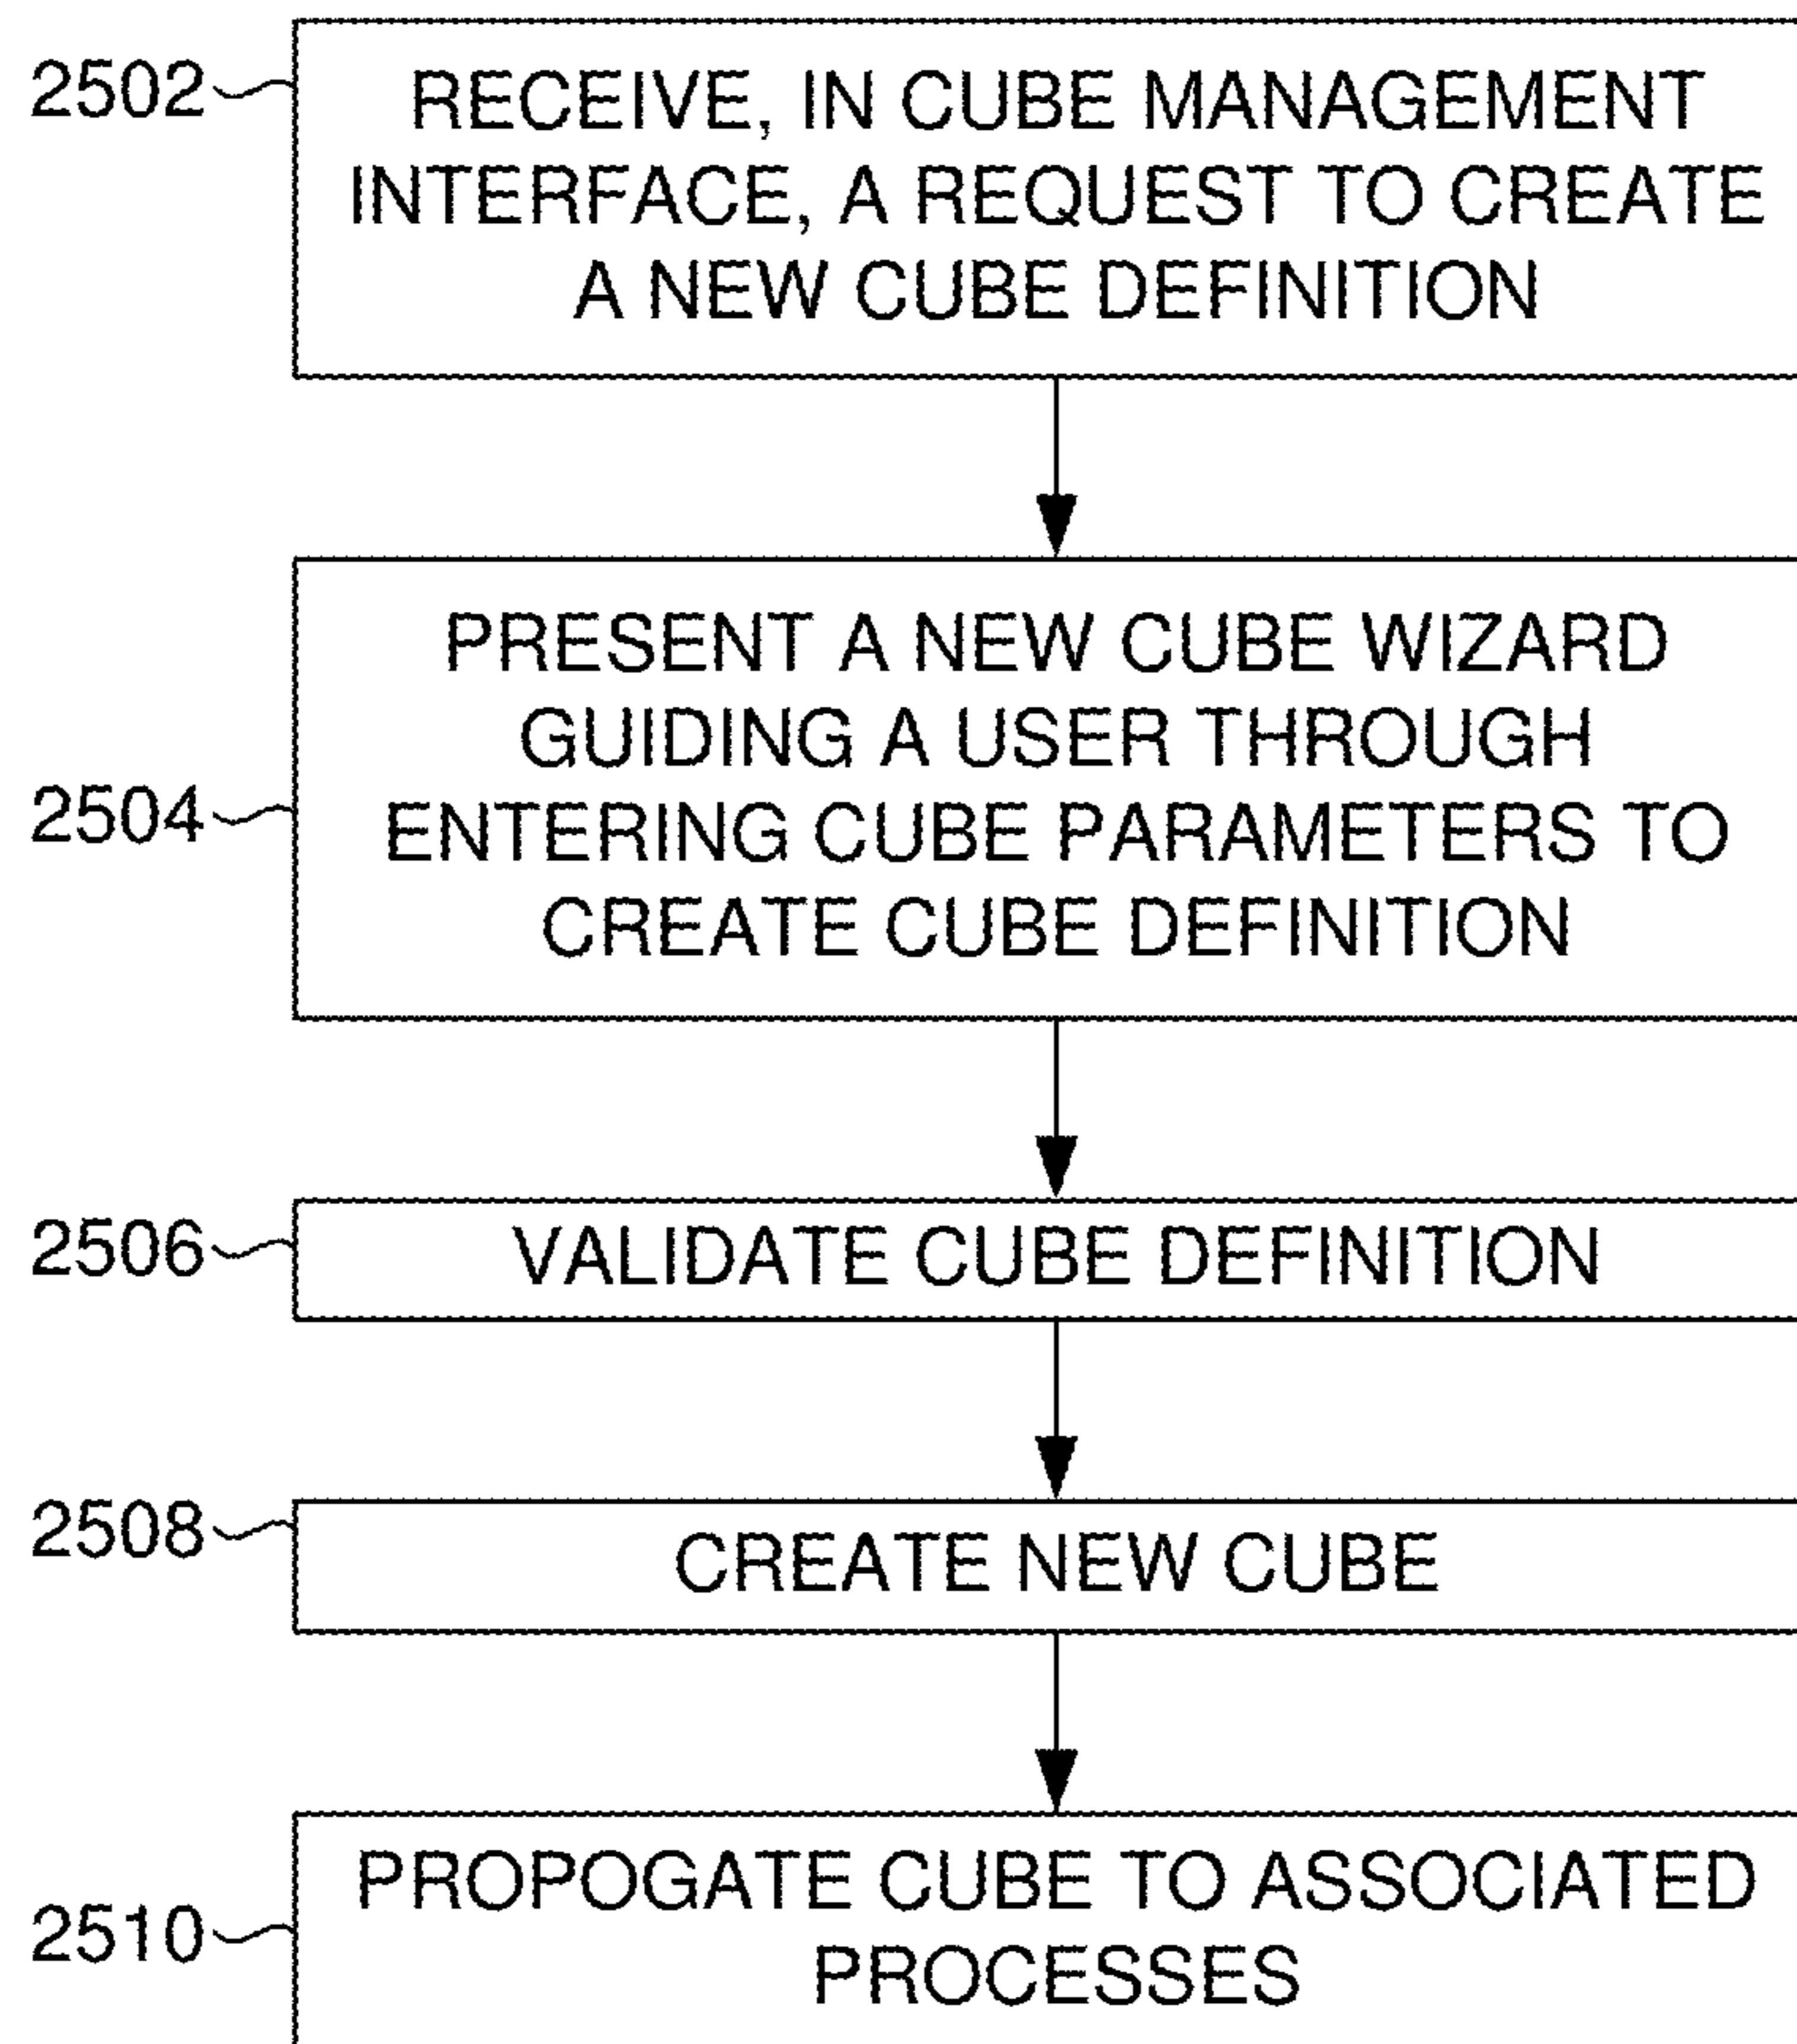 2502
RECEIVE, IN CUBE MANAGEMENT
INTERFACE, A REQUEST TO CREATE
A NEW CUBE DEFINITION
PRESENT A NEW CUBE WIZARD
GUIDING A USER THROUGH
2504
ENTERING CUBE PARAMETERS TO
CREATE CUBE DEFINITION
2506
VALIDATE CUBE DEFINITION
2508
CREATE NEW CUBE
2510
PROPOGATE CUBE TO ASSOCIATED
PROCESSES